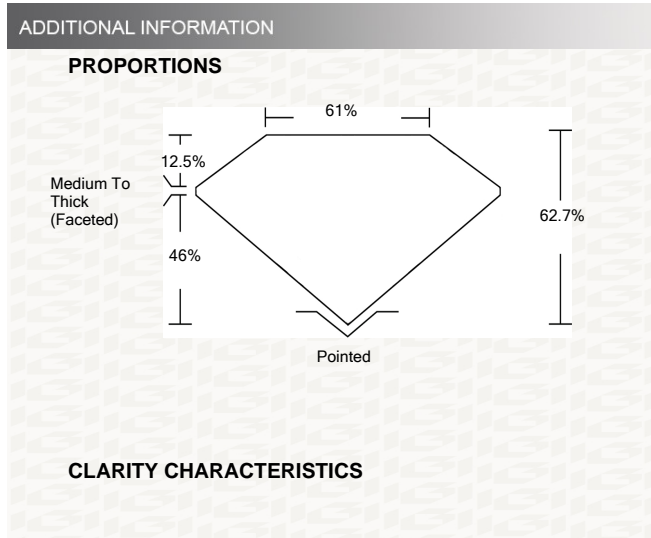 ADDITIONAL INFORMATION
PROPORTIONS
61%
12.5%
Medium To
Thick
(Faceted)
62.7%
46%
Pointed
CLARITY CHARACTERISTICS